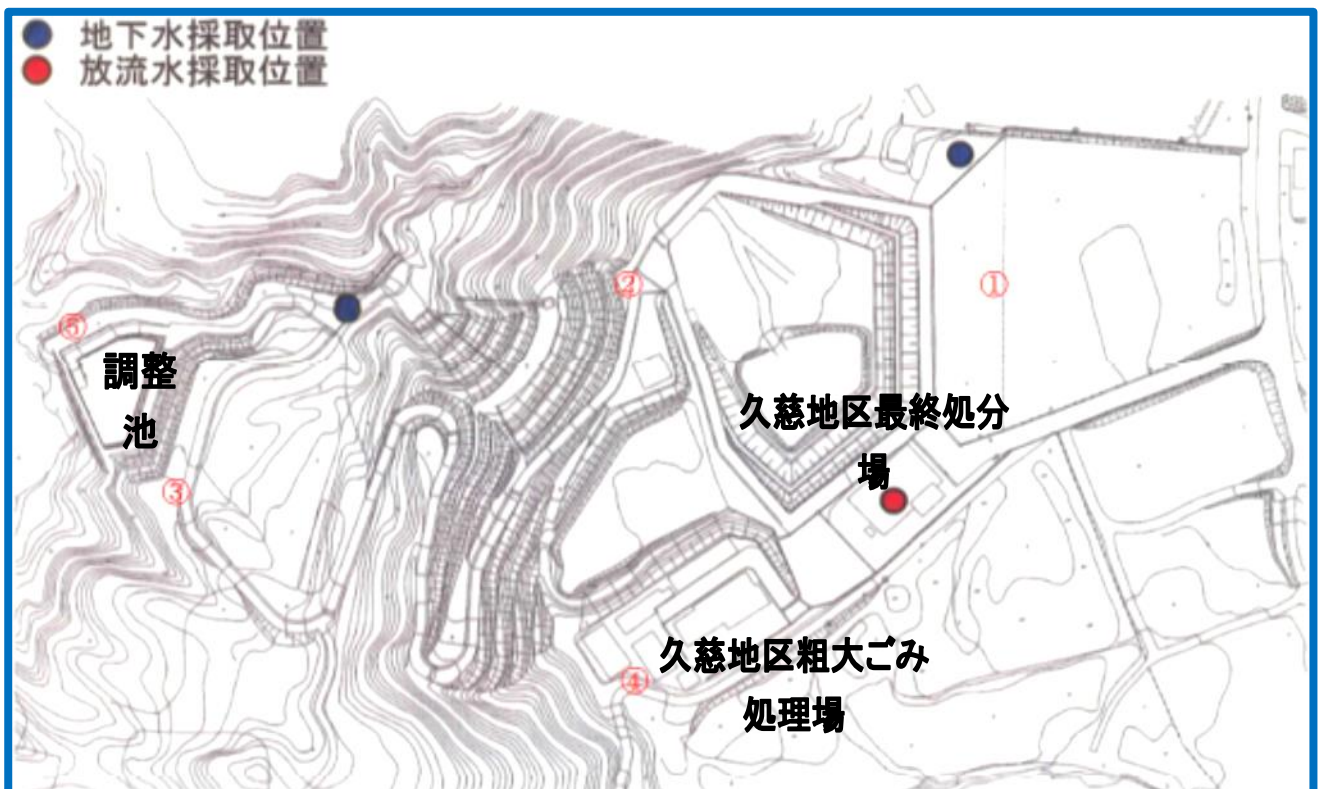 地下水採取位置
放流水採取位置
②
①
⑤
調整
池
久慈地区最終処分
場
③
久慈地区粗大ごみ
④
処理場